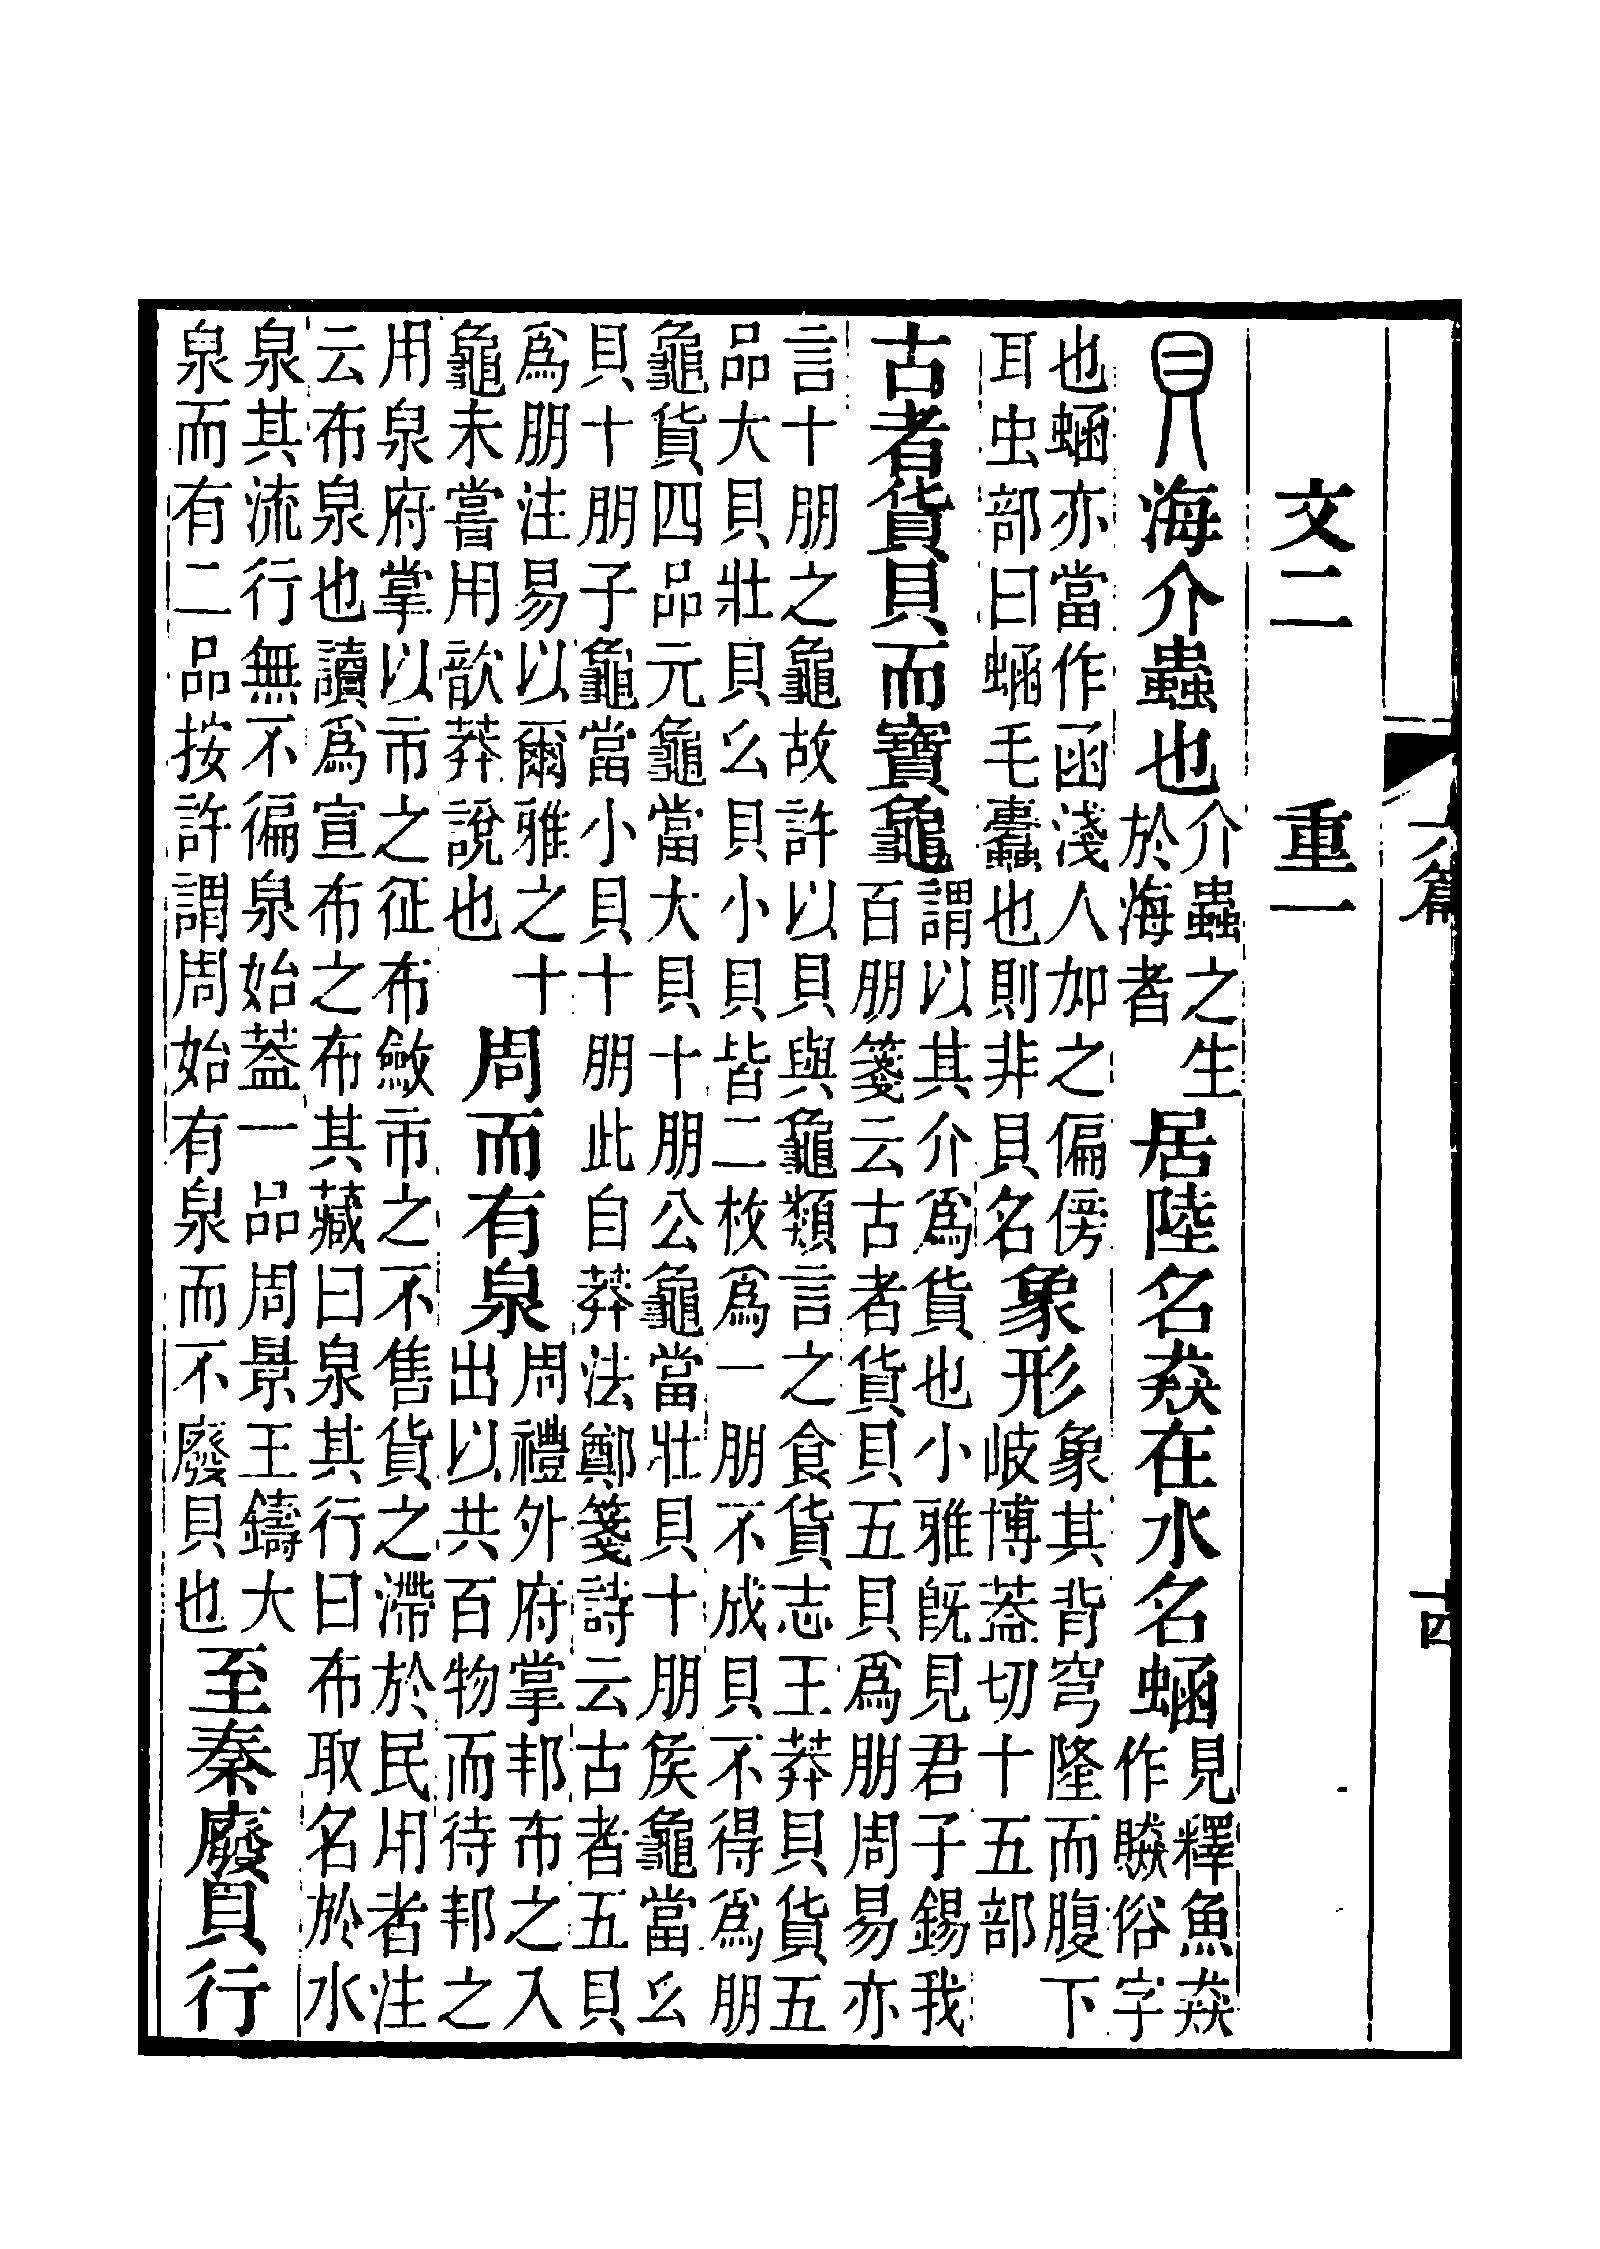 六篇 十四
文二 重一
貝海介蟲也介蟲之生於海者居陸名猋在水名蜬見釋魚猋作贆俗字
也蜬亦當作函淺人加之偏傍耳虫部曰蜬毛蠹也則非貝名象形象其背穹隆而腹下岐博蓋切十五部
古者貨貝而寶龜謂以其介爲貨也小雅旣見君子錫我百朋箋云古者貨貝五貝爲朋周易亦
言十朋之龜故許以貝與龜類言之食貨志王莽貝貨五品大貝壯貝幺貝小貝皆二枚爲一朋不成貝不得爲朋
龜貨四品元龜當大貝十朋公龜當壯貝十朋矦龜當幺貝十朋子龜當小貝十朋此自莽法鄭箋詩云古者五貝
爲朋注易以爾雅之十龜未嘗用歆莽說也周而有泉周禮外府掌邦布之入出以共百物而待邦之
用泉府掌以市之征布斂市之不售貨之滯於民用者注云布泉也讀爲宣布之布其藏曰泉其行曰布取名於水
泉其流行無不徧泉始蓋一品周景王鑄大泉而有二品按許謂周始有泉而不廢貝也至秦廢貝行